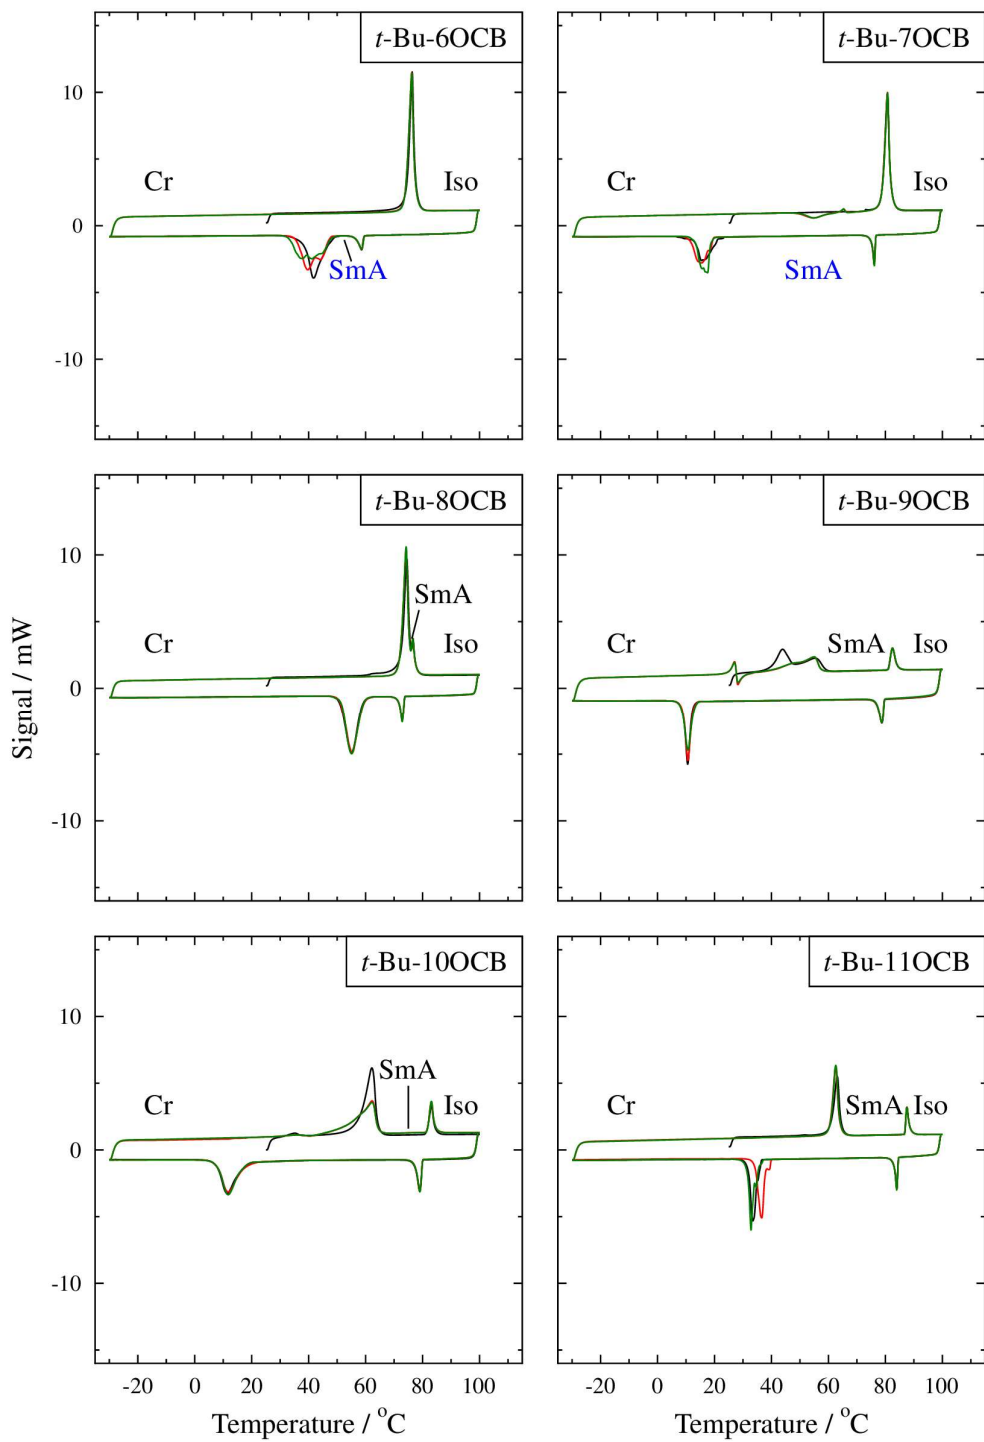 t-Bu-6OCB
t-Bu-7OCB
10
Cr
Iso
Cr
Iso
0
SmA
SmA
-10
t-Bu-8OCB
t-Bu-9OCB
10
SmA
Cr
Iso
Cr
SmA
Iso
0
-10
Signal / mW
t-Bu-10OCB
t-Bu-11OCB
10
SmA
Cr
Iso
Cr
SmA
Iso
0
-10
-20 0 20 40 60 80 100
-20 0 20 40 60 80 100
Temperature / °C
Temperature / °C